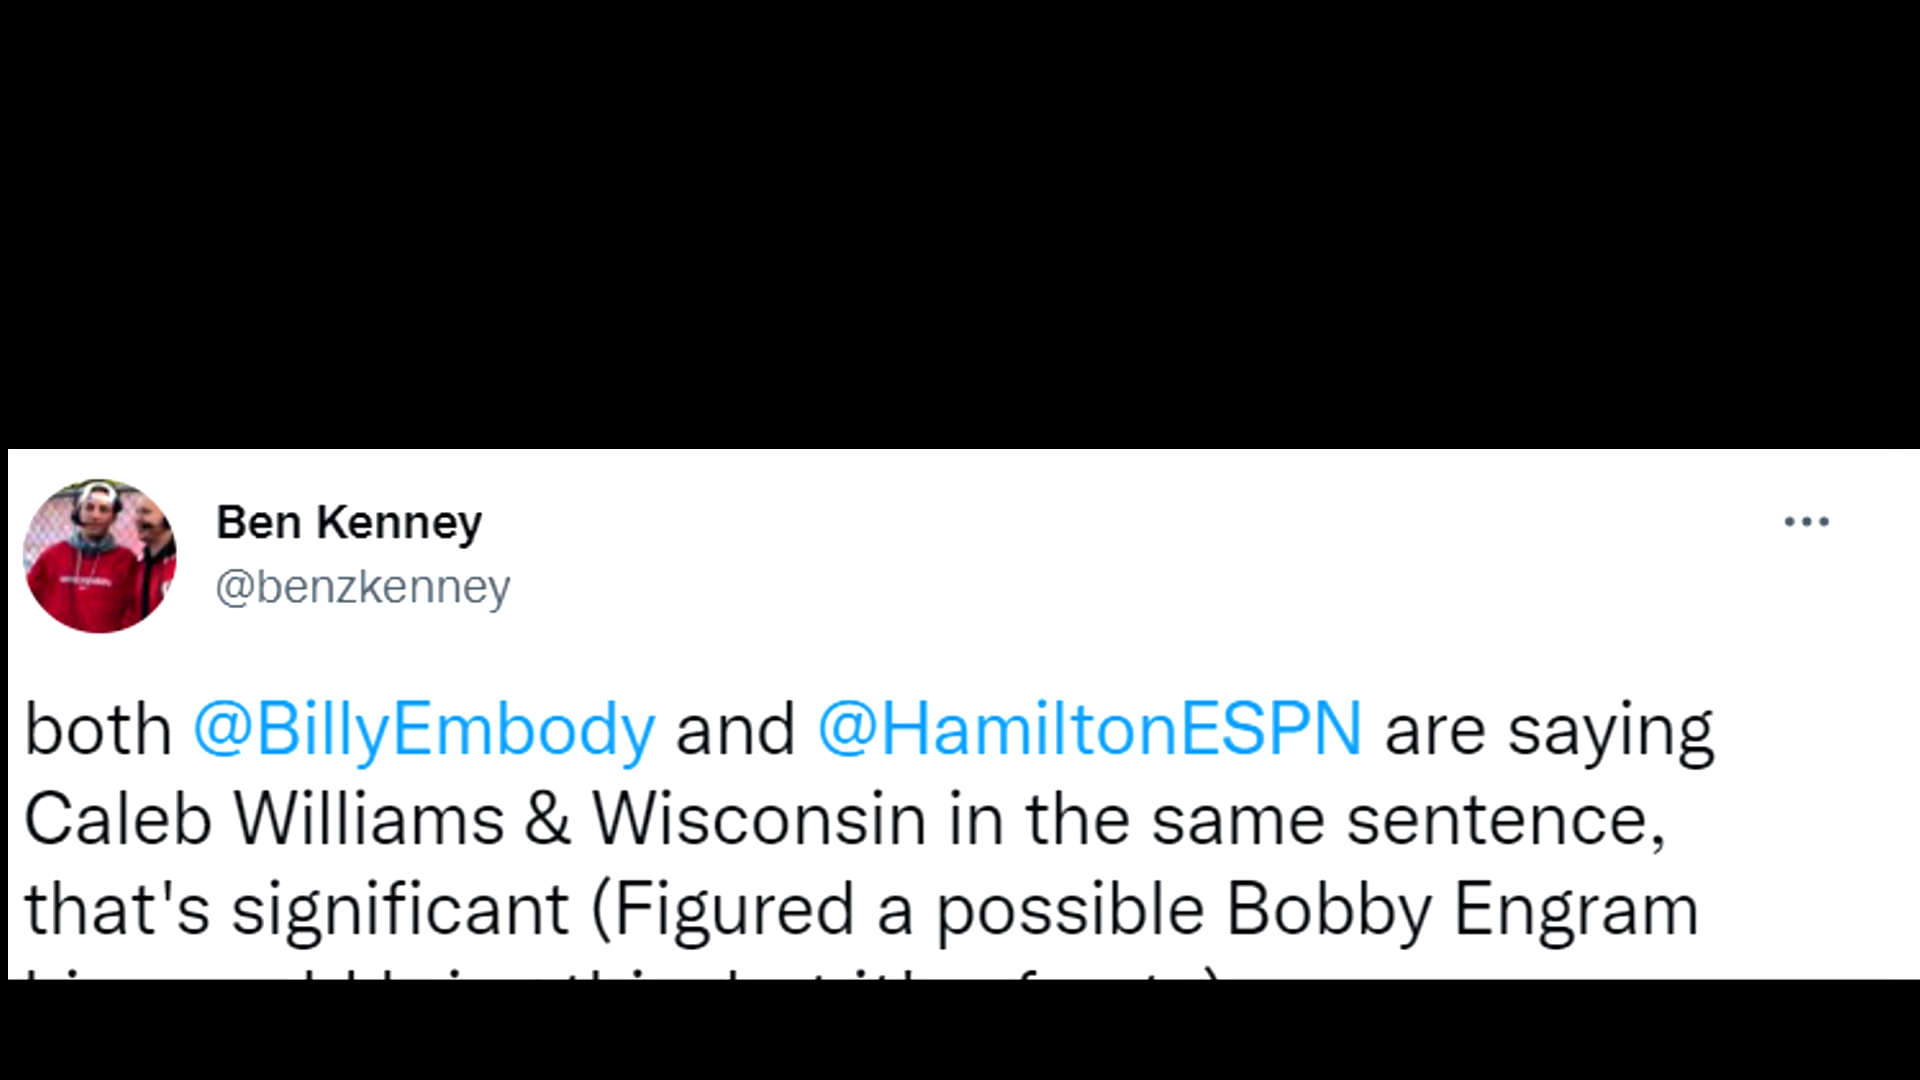 Ben Kenney
@benzkenney
both @BillyEmbody and @HamiltonESPN are saying
Caleb Williams & Wisconsin in the same sentence,
that's significant (Figured a possible Bobby Engram